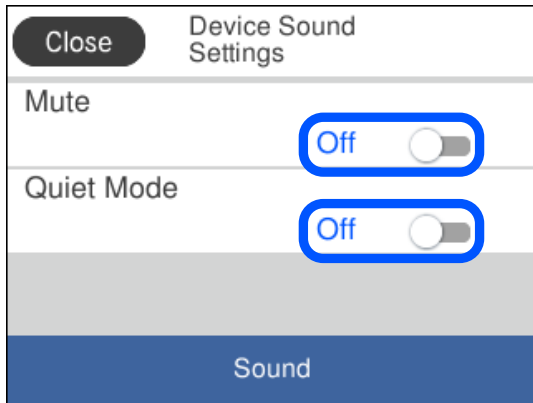 Close
Device Sound
Settings
Mute
Off
Quiet Mode
Off
Sound